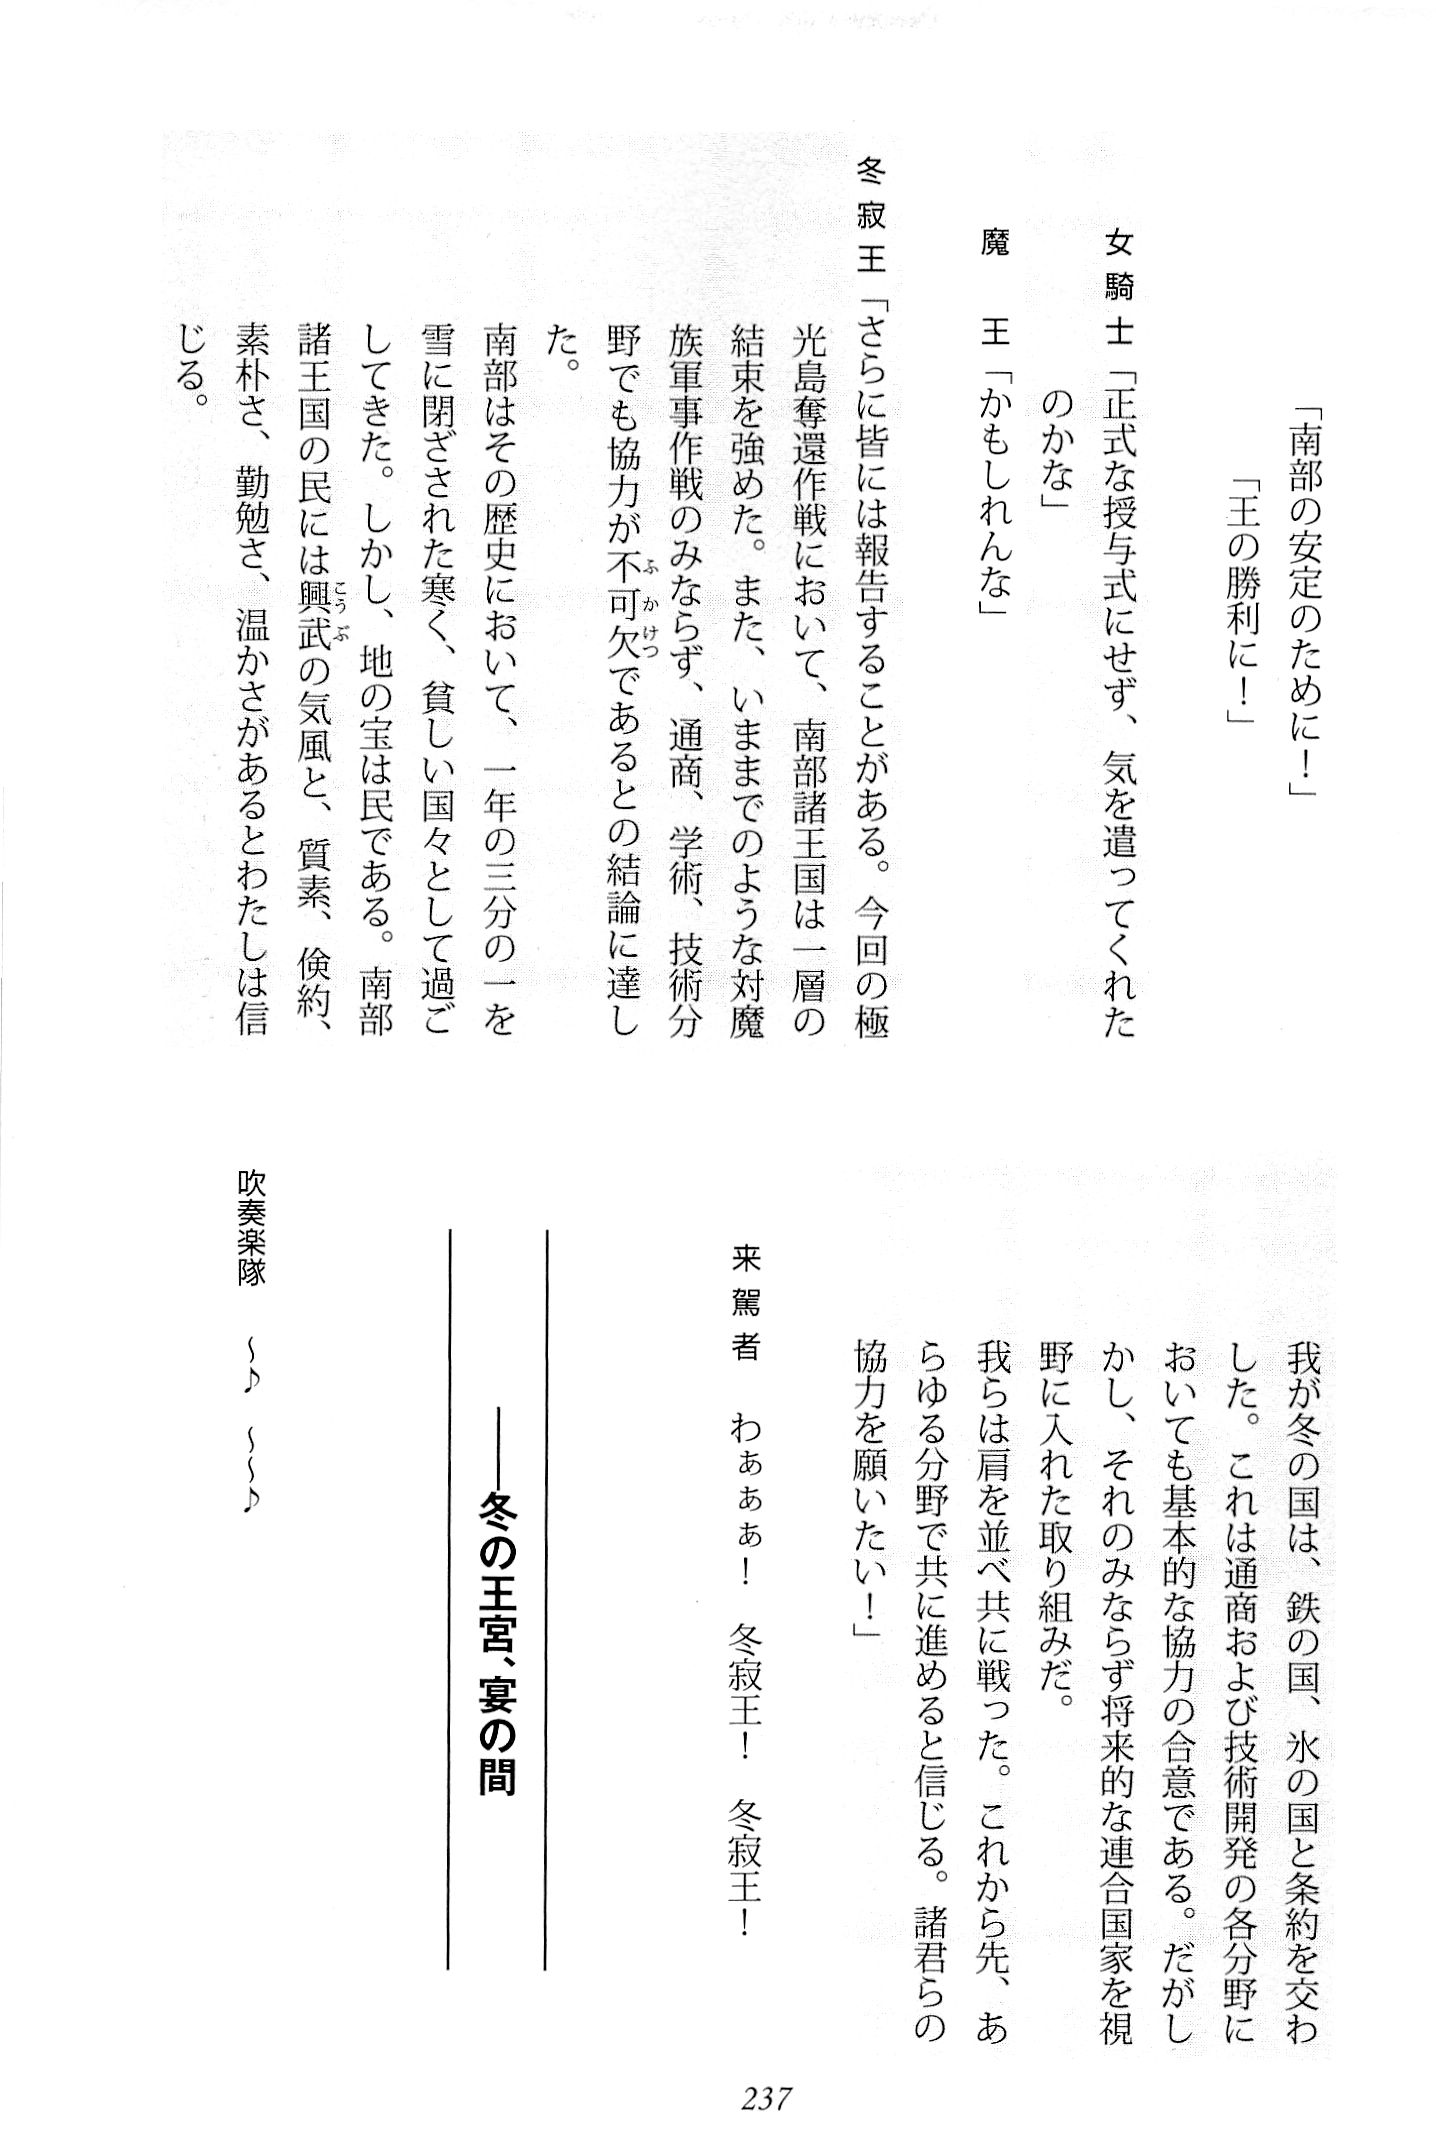 「南部の安定のために！」
「王の勝利に！」
女騎士「正式な授与式にせず、気を遣ってくれた
のかな」
魔　王「かもしれんな」
冬寂王「さらに皆には報告することがある。今回の極
光島奪還作戦において、南部諸王国は一層の
結束を強めた。また、いままでのような対魔
族軍事作戦のみならず、通商、学術、技術分
野でも協力が不可欠であるとの結論に達し
た。
南部はその歴史において、一年の三分の一を
雪に閉ざされた寒く、貧しい国々として過ご
してきた。しかし、地の宝は民である。南部
諸王国の民には興武の気風と、質素、倹約、
素朴さ、勤勉さ、温かさがあるとわたしは信
じる。
我が冬の国は、鉄の国、氷の国と条約を交わ
した。これは通商および技術開発の各分野に
おいても基本的な協力の合意である。だがし
かし、それのみならず将来的な連合国家を視
野に入れた取り組みだ。
我らは肩を並べ共に戦った。これから先、あ
らゆる分野で共に進めると信じる。諸君らの
協力を願いたい！」
来駕者　わぁぁぁ！　冬寂王！　冬寂王！
――冬の王宮、宴の間
吹奏楽隊　～♪　～～♪
237